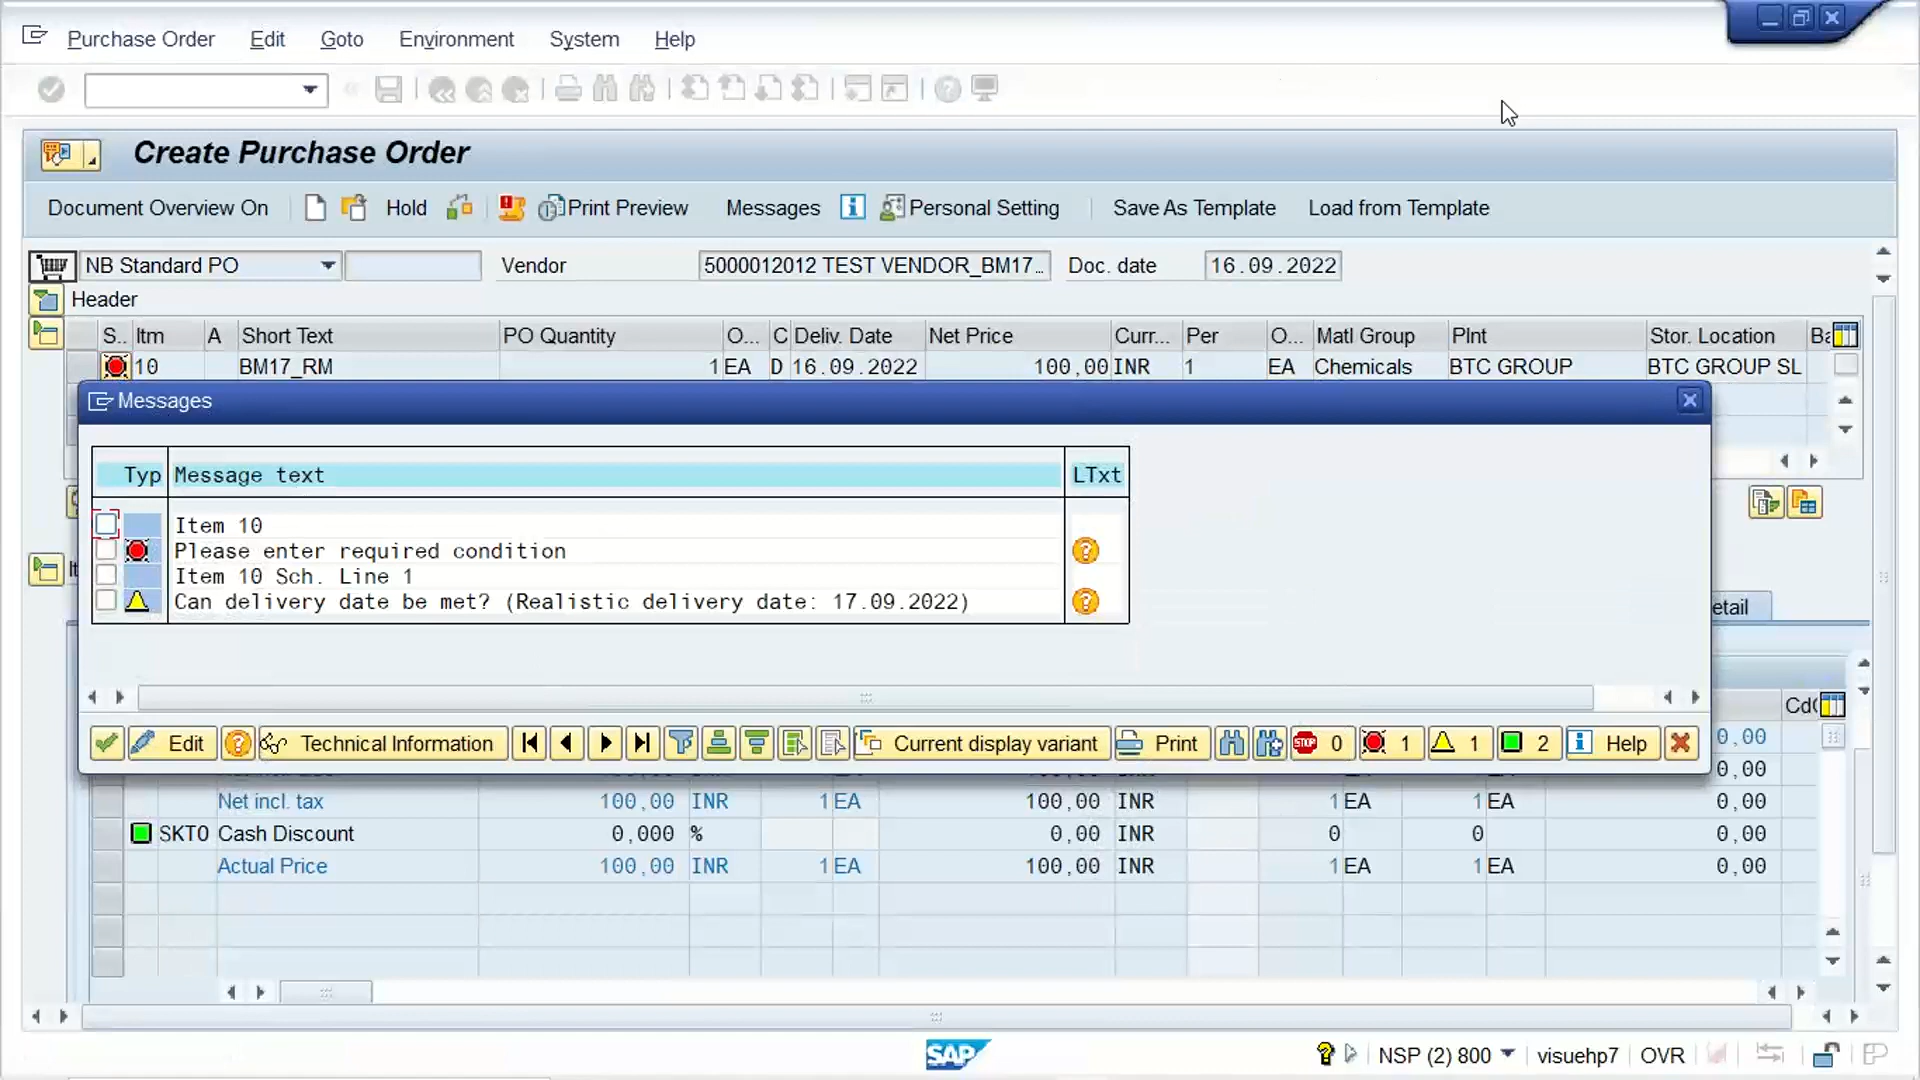 Purchase Order Edit Goto Environment System Help
Create Purchase Order
Document Overview On Hold Print Preview Messages Personal Setting Save As Template Load from Template
NB Standard PO Vendor 5000012012 TEST VENDOR_BM17... Doc. date 16.09.2022
Header
S.. Itm A Short Text PO Quantity O... C Deliv. Date Net Price Curr... Per O... Matl Group Plnt Stor. Location Ba
10 BM17_RM 1 EA D 16.09.2022 100,00 INR 1 EA Chemicals BTC GROUP BTC GROUP SL
Messages
Typ Message text LTxt
Item 10
Please enter required condition
Item 10 Sch. Line 1
Can delivery date be met? (Realistic delivery date: 17.09.2022)
It
etail
Edit Technical Information Current display variant Print STOP 0 1 1 2 Help
Cd
0,00
0,00
Net incl. tax 100,00 INR 1 EA 100,00 INR 1 EA 1 EA 0,00
SKTO Cash Discount 0,000 % 0,00 INR 0 0 0,00
Actual Price 100,00 INR 1 EA 100,00 INR 1 EA 1 EA 0,00
SAP NSP (2) 800 visuehp7 OVR